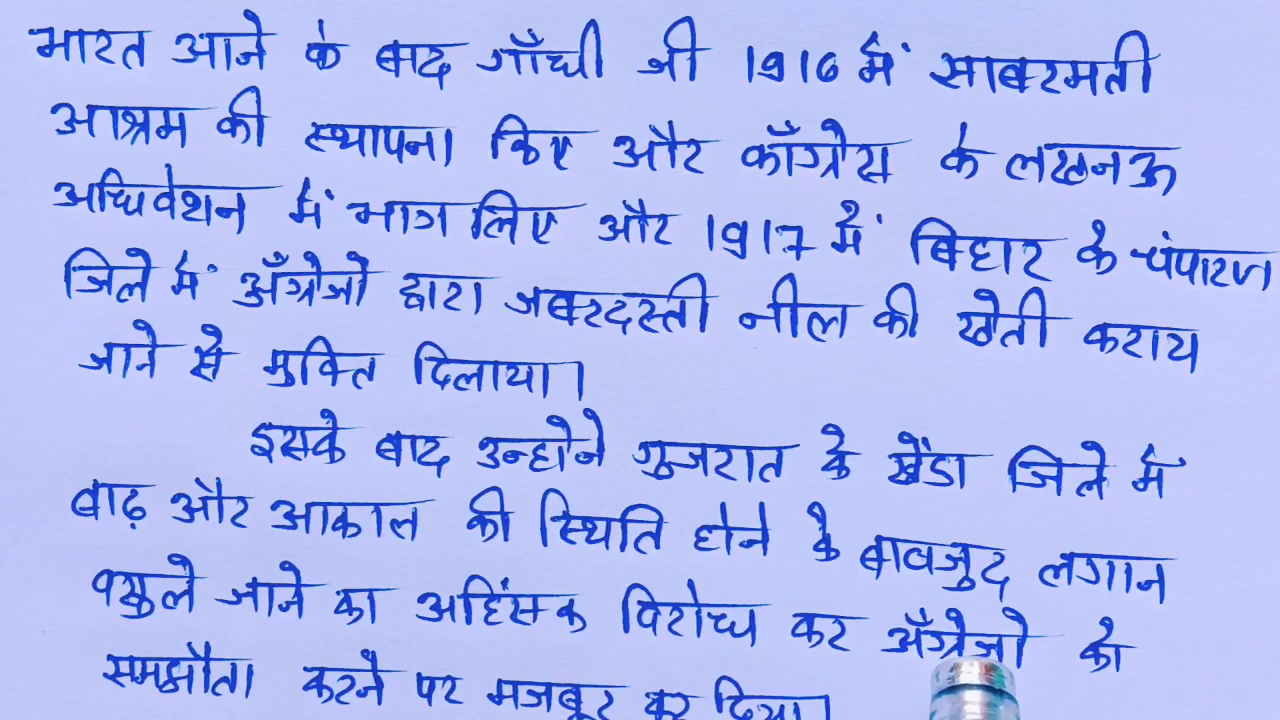 भारत आने के बाद गाँधी जी 1916 में साबरमती
आश्रम की स्थापना किए और काँग्रेस के लखनऊ
अधिवेशन में भाग लिए और 1917 में बिहार के चंपारण
जिले में अँग्रेजो द्वारा जबरदस्ती नील की खेती कराय
जाने से मुक्ति दिलाया।
इसके बाद उन्होने गुजरात के खेडा जिले में
बाढ़ और आकाल की स्थिति होने के बावजुद लगान
वसुले जाने का अहिंसक विरोध कर अँग्रेजो को
समझौता करने पर मजबूर कर दिया।